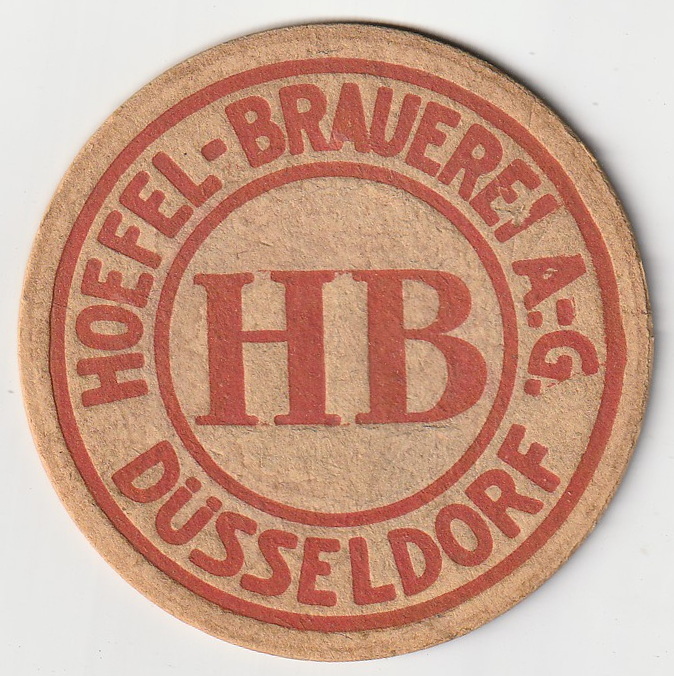 HOEFEL-BRAUEREI A.-G.
HB
DÜSSELDORF